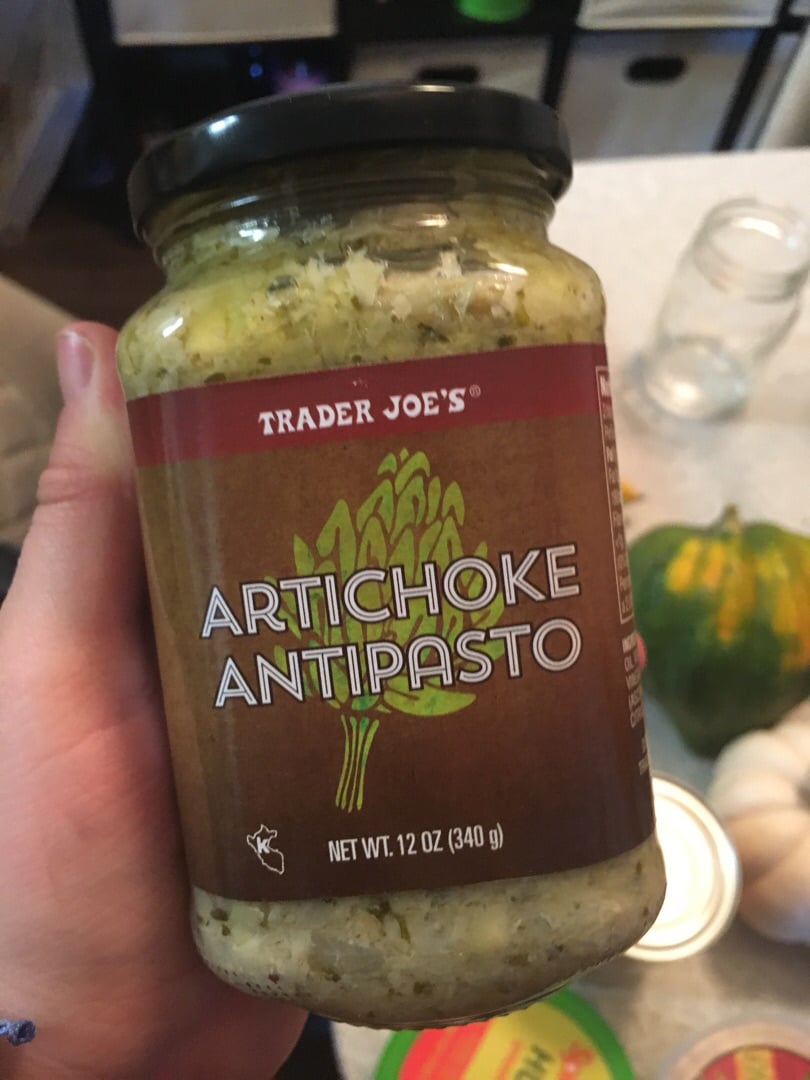 TRADER JOE'S®
ARTICHOKE
ANTIPASTO
K
NET WT. 12 OZ (340 g)